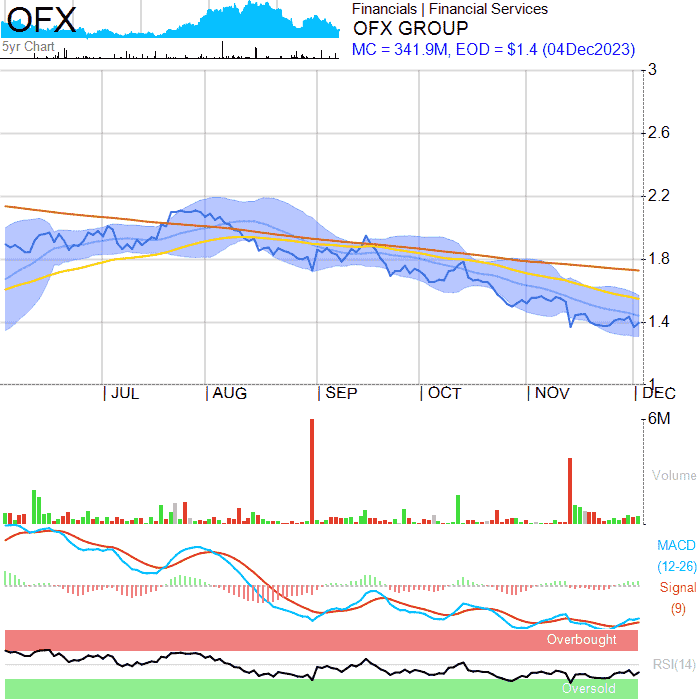 OFX
5yr Chart
Financials | Financial Services
OFX GROUP
MC = 341.9M, EOD = $1.4 (04Dec2023)
3
2.6
2.2
1.8
1.4
1
| JUL
| AUG
| SEP
| OCT
| NOV
| DEC
6M
Volume
MACD
(12-26)
Signal
(9)
Overbought
RSI(14)
Oversold